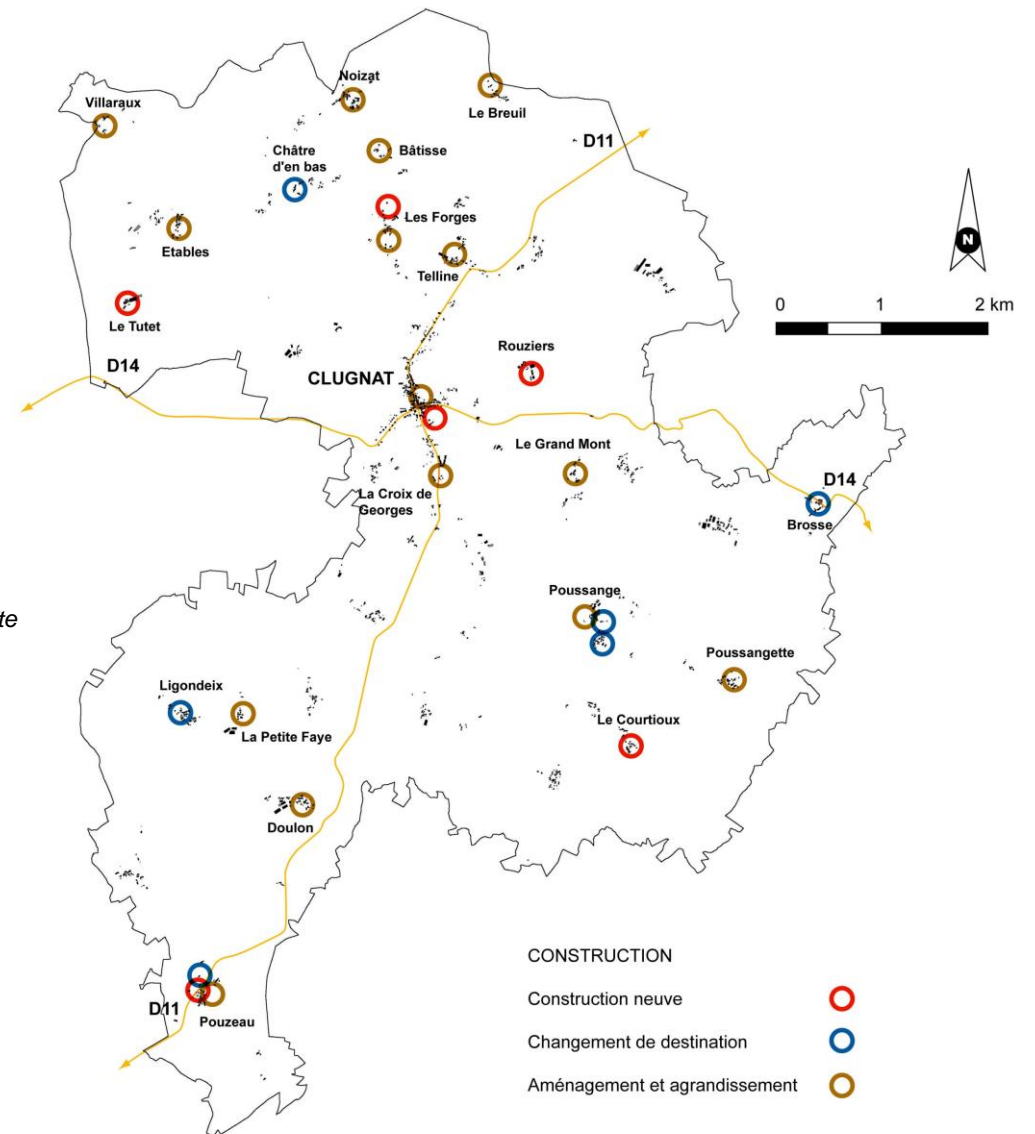 Noizat
Villaraux
Le Breuil
D11
Châtre
d'en bas
Bâtisse
Les Forges
N
Etables
Telline
0 1 2 km
Le Tutet
Rouziers
D14
CLUGNAT
Le Grand Mont
D14
La Croix de
Georges
Brosse
Poussange
te
Poussangette
Ligondeix
Le Courtioux
La Petite Faye
Doulon
CONSTRUCTION
Construction neuve
D11
Pouzeau
Changement de destination
Aménagement et agrandissement